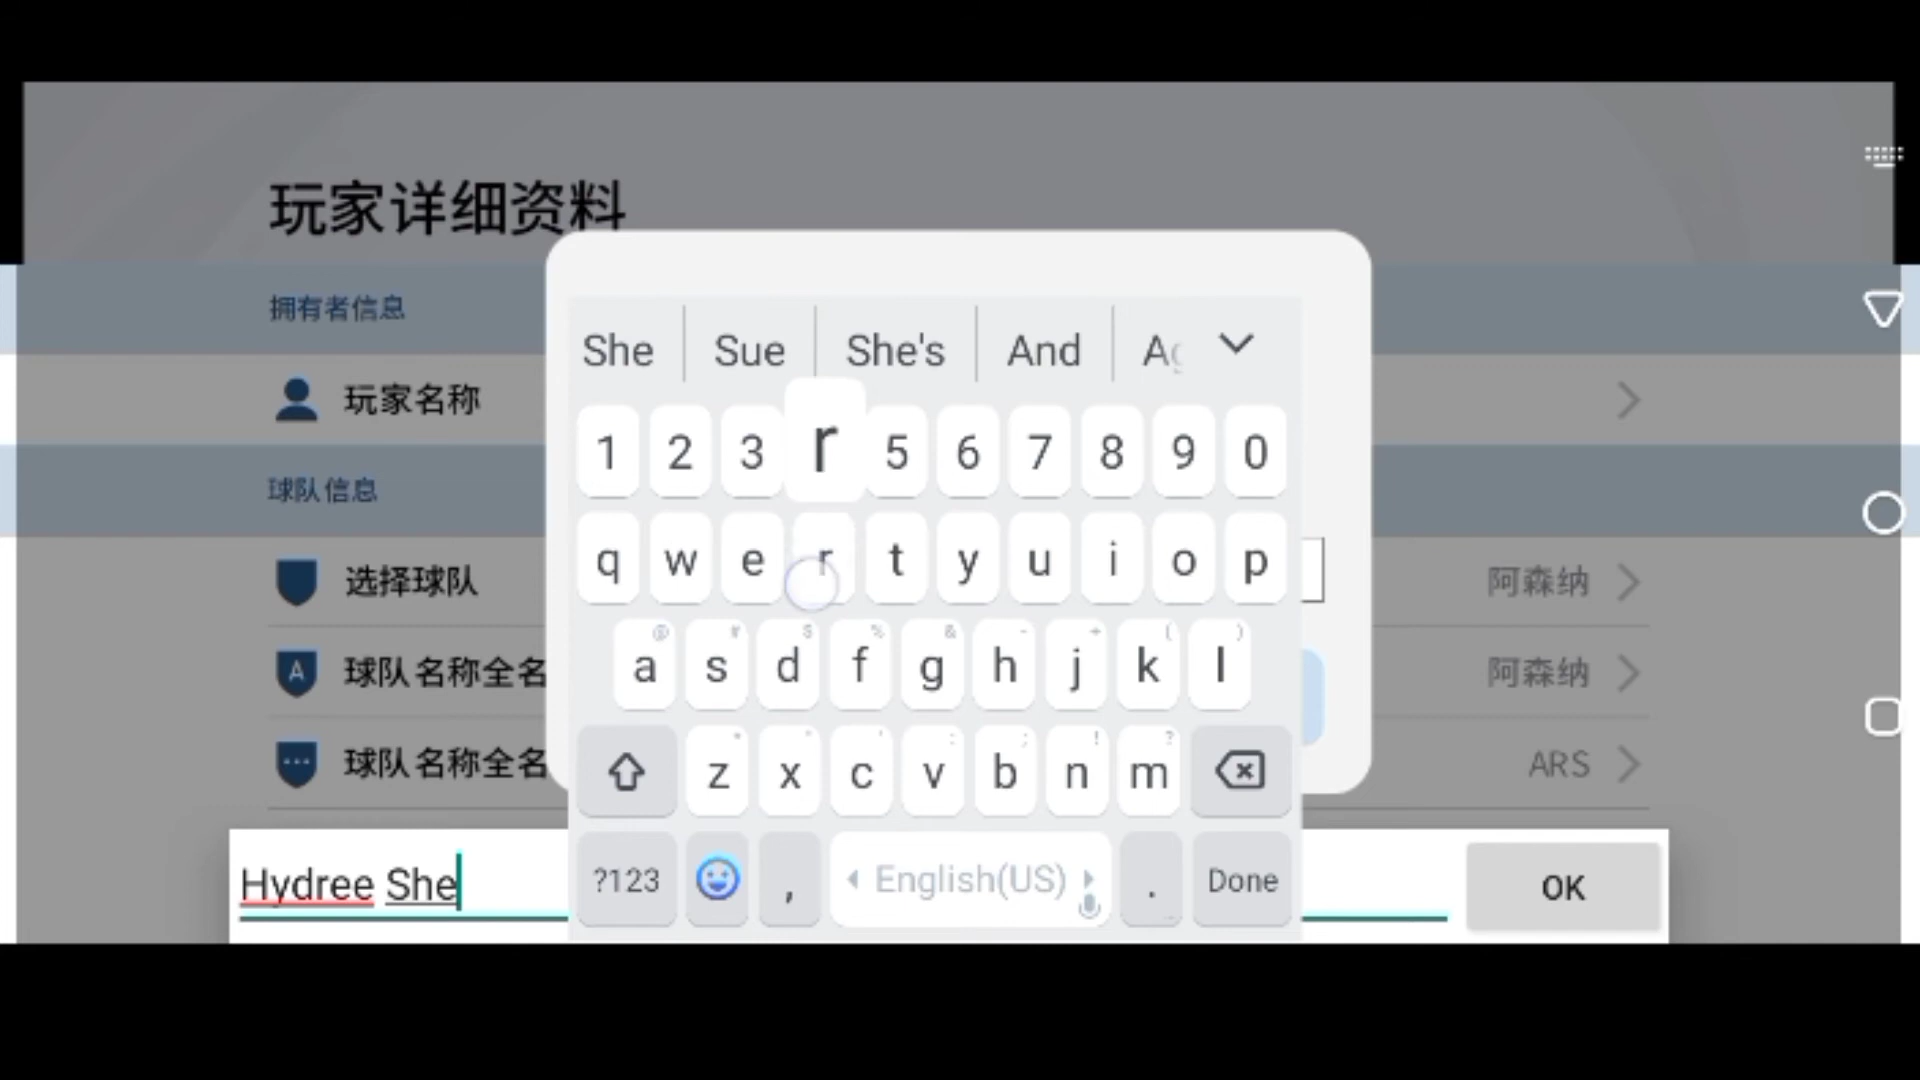 玩家详细资料
拥有者信息
She Sue She's And
玩家名称
1 2 3 r 5 6 7 8 9 0
球队信息
q w e r t y u i o p
选择球队 阿森纳
@ # $ % & - + ( )
a s d f g h j k l
球队名称全名 阿森纳
* " ' : ; ! ?
z x c v b n m
球队名称全名 ARS
?123 , English(US) . Done
Hydree She OK